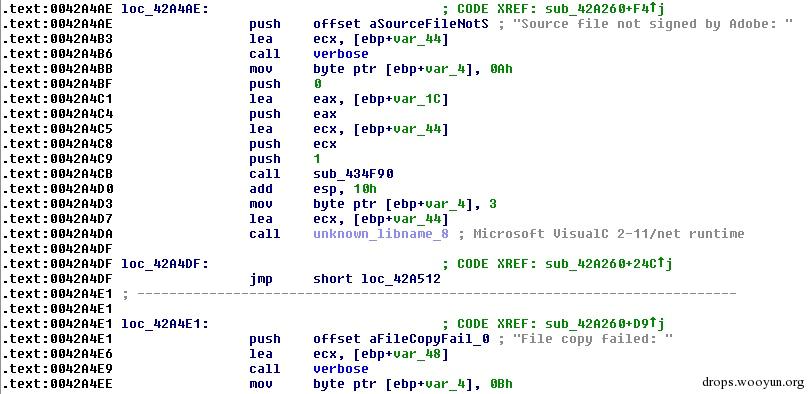 .text:0042A4AE loc_42A4AE: ; CODE XREF: sub_42A260+F4↑j
.text:0042A4AE push offset aSourceFileNotS ; "Source file not signed by Adobe: "
.text:0042A4B3 lea ecx, [ebp+var_44]
.text:0042A4B6 call verbose
.text:0042A4BB mov byte ptr [ebp+var_4], 0Ah
.text:0042A4BF push 0
.text:0042A4C1 lea eax, [ebp+var_1C]
.text:0042A4C4 push eax
.text:0042A4C5 lea ecx, [ebp+var_44]
.text:0042A4C8 push ecx
.text:0042A4C9 push 1
.text:0042A4CB call sub_434F90
.text:0042A4D0 add esp, 10h
.text:0042A4D3 mov byte ptr [ebp+var_4], 3
.text:0042A4D7 lea ecx, [ebp+var_44]
.text:0042A4DA call unknown_libname_8 ; Microsoft VisualC 2-11/net runtime
.text:0042A4DF
.text:0042A4DF loc_42A4DF: ; CODE XREF: sub_42A260+24C↑j
.text:0042A4DF jmp short loc_42A512
.text:0042A4E1 ; ---------------------------------------------------------------------------
.text:0042A4E1
.text:0042A4E1 loc_42A4E1: ; CODE XREF: sub_42A260+D9↑j
.text:0042A4E1 push offset aFileCopyFail_0 ; "File copy failed: "
.text:0042A4E6 lea ecx, [ebp+var_48]
.text:0042A4E9 call verbose
.text:0042A4EE mov byte ptr [ebp+var_4], 0Bh
drops.wooyun.org